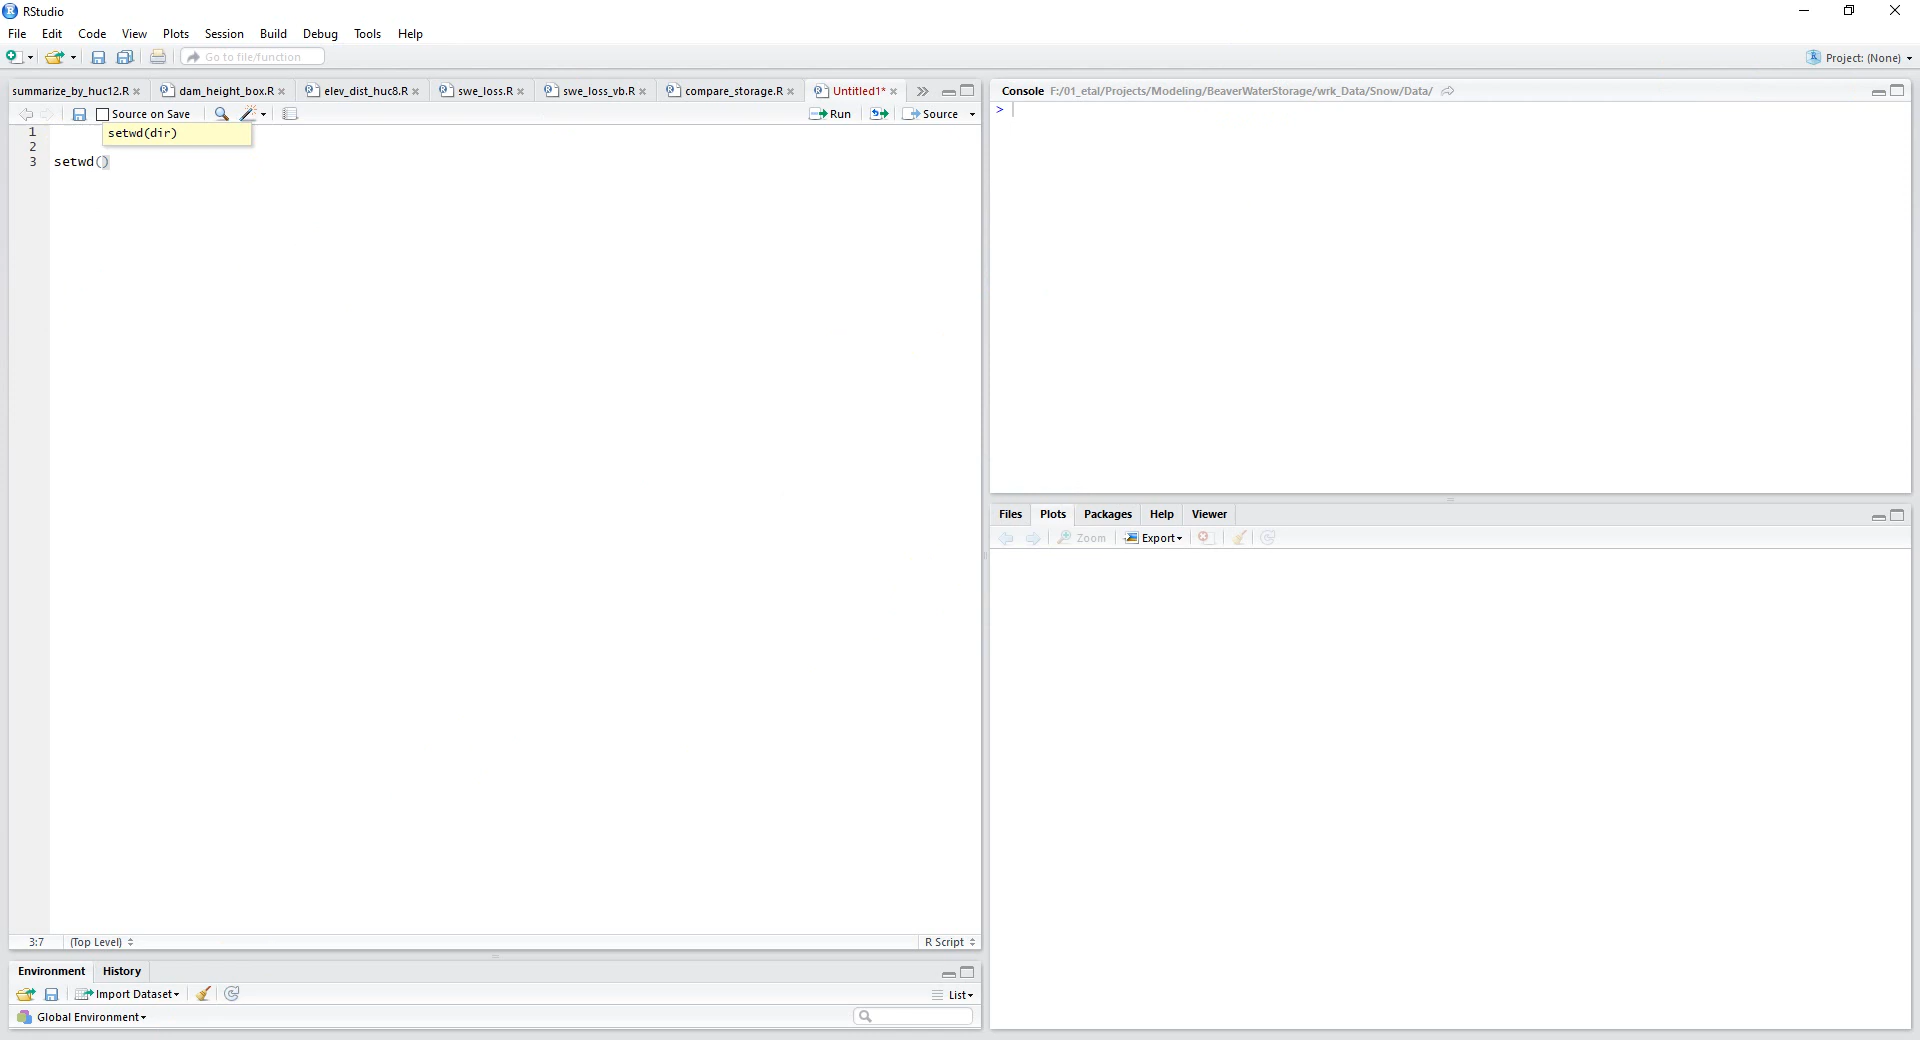 RStudio
File Edit Code View Plots Session Build Debug Tools Help
Go to file/function
Project: (None)
summarize_by_huc12.R dam_height_box.R elev_dist_huc8.R swe_loss.R swe_loss_vb.R compare_storage.R Untitled1*
Source on Save Run Source
setwd(dir)
1
2
3 setwd()
3:7 (Top Level) R Script
Environment History
Import Dataset List
Global Environment
Console F:/01_etal/Projects/Modeling/BeaverWaterStorage/wrk_Data/Snow/Data/
>
Files Plots Packages Help Viewer
Zoom Export